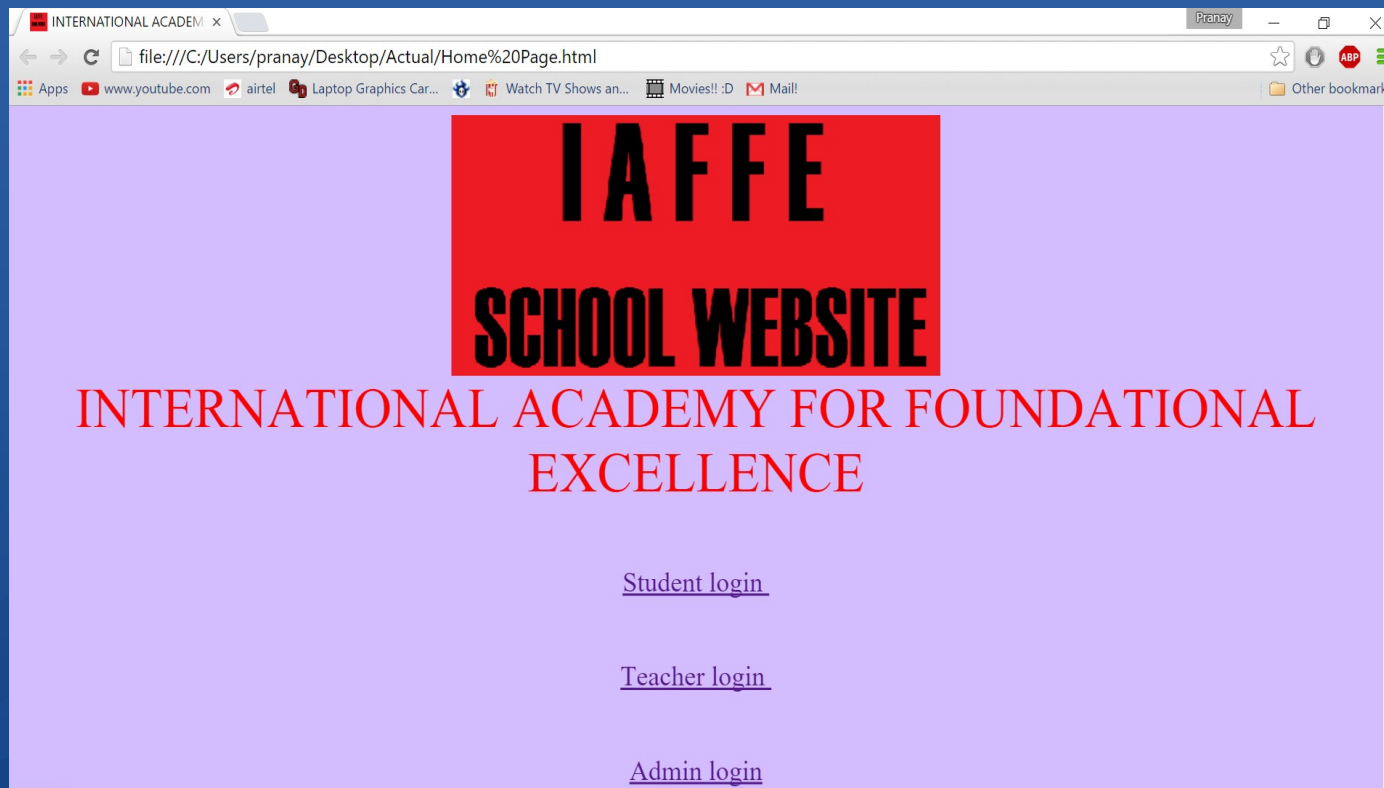 INTERNATIONAL ACADEM
Pranay
file:///C:/Users/pranay/Desktop/Actual/Home%20Page.html
ABP
Apps www.youtube.com airtel Laptop Graphics Car... Watch TV Shows an... Movies!! :D Mail! Other bookmark
I A F F E
SCHOOL WEBSITE
INTERNATIONAL ACADEMY FOR FOUNDATIONAL
EXCELLENCE
Student login
Teacher login
Admin login